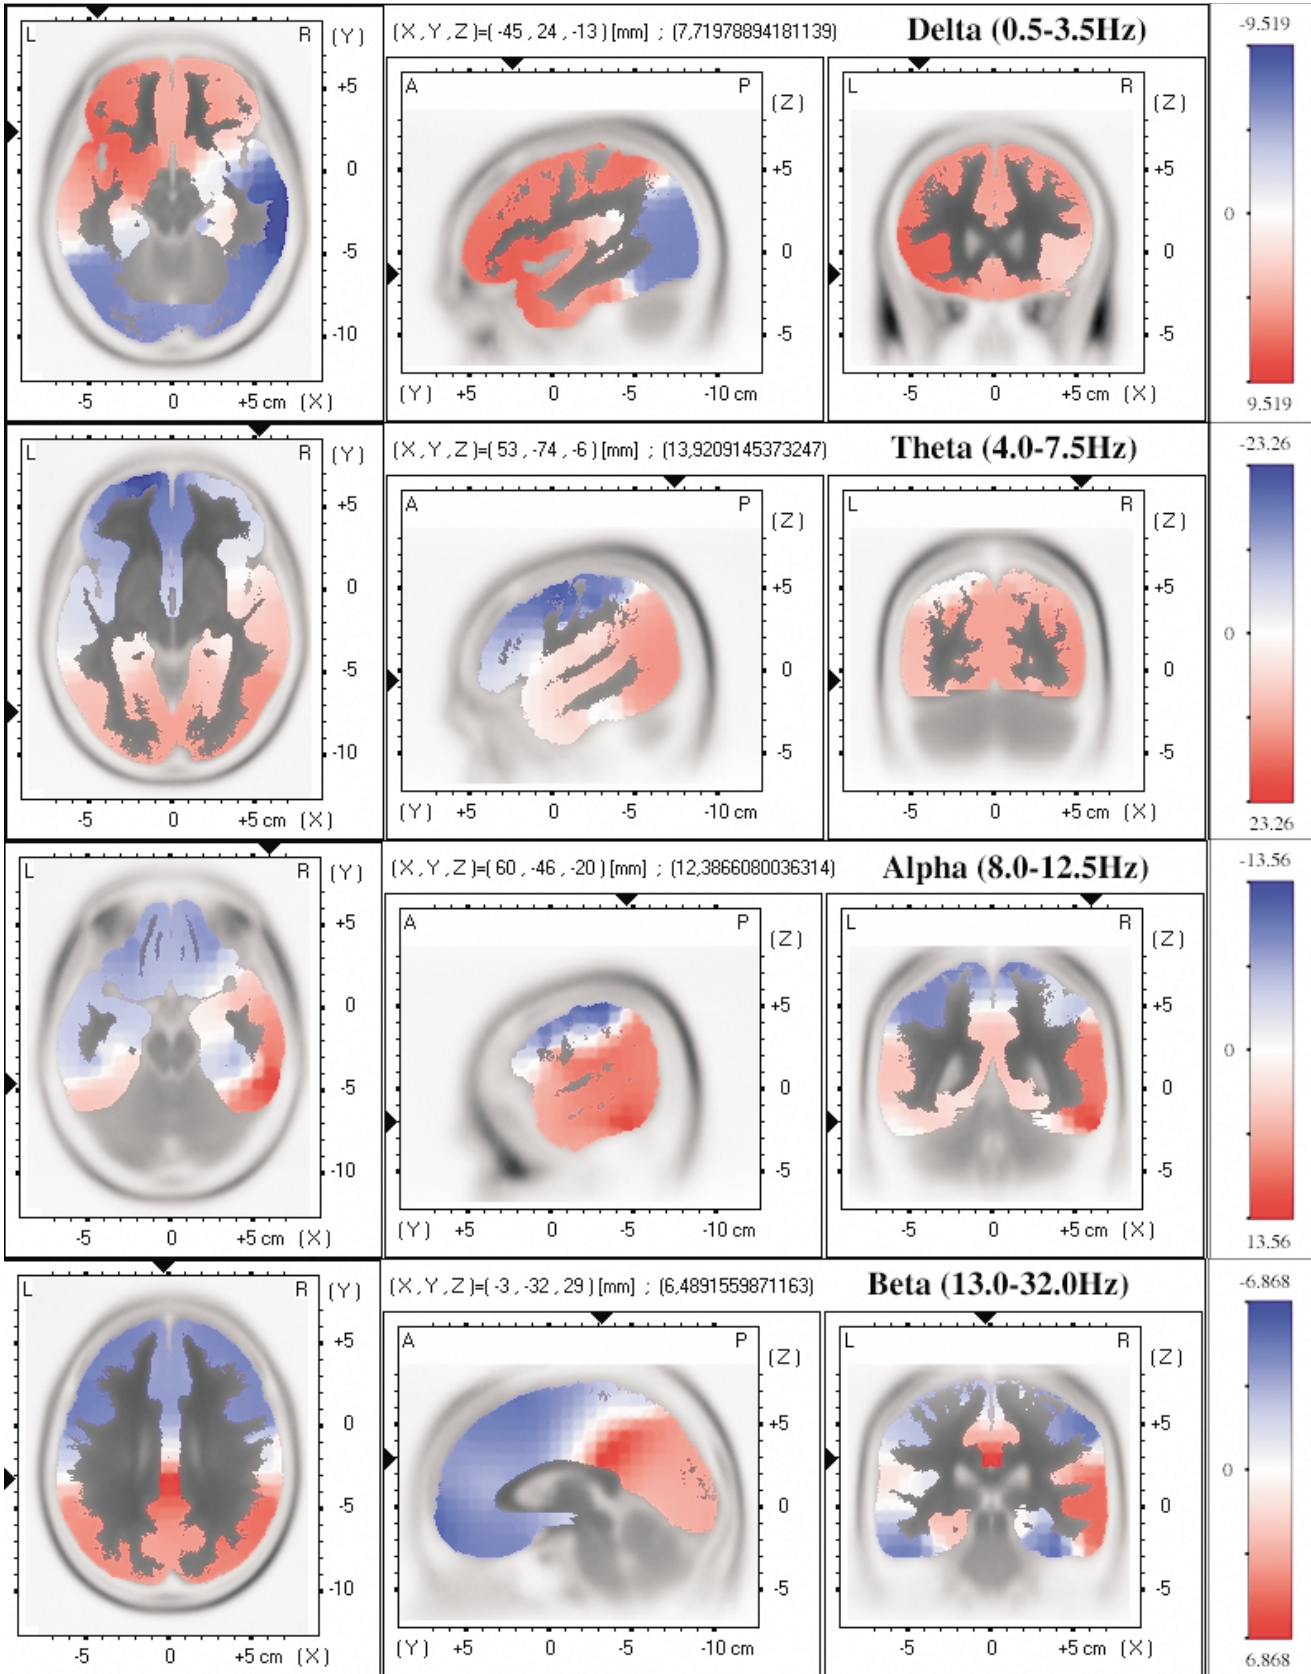 (X,Y,Z)=(-45, 24, -13)[mm] ; (7,71978894181139)
Delta (0.5-3.5Hz)
L R (Y)
+5
0
-5
-10
-5 0 +5 cm (X)
A P (Z)
+5
0
-5
(Y) +5 0 -5 -10 cm
L R (Z)
+5
0
-5
-5 0 +5 cm (X)
-9.519
0
9.519
(X,Y,Z)=(53, -74, -6)[mm] ; (13,9209145373247)
Theta (4.0-7.5Hz)
L R (Y)
+5
0
-5
-10
-5 0 +5 cm (X)
A P (Z)
+5
0
-5
(Y) +5 0 -5 -10 cm
L R (Z)
+5
0
-5
-5 0 +5 cm (X)
-23.26
0
23.26
(X,Y,Z)=(60, -46, -20)[mm] ; (12,3866080036314)
Alpha (8.0-12.5Hz)
L R (Y)
+5
0
-5
-10
-5 0 +5 cm (X)
A P (Z)
+5
0
-5
(Y) +5 0 -5 -10 cm
L R (Z)
+5
0
-5
-5 0 +5 cm (X)
-13.56
0
13.56
(X,Y,Z)=(-3, -32, 29)[mm] ; (6,4891559871163)
Beta (13.0-32.0Hz)
L R (Y)
+5
0
-5
-10
-5 0 +5 cm (X)
A P (Z)
+5
0
-5
(Y) +5 0 -5 -10 cm
L R (Z)
+5
0
-5
-5 0 +5 cm (X)
-6.868
0
6.868